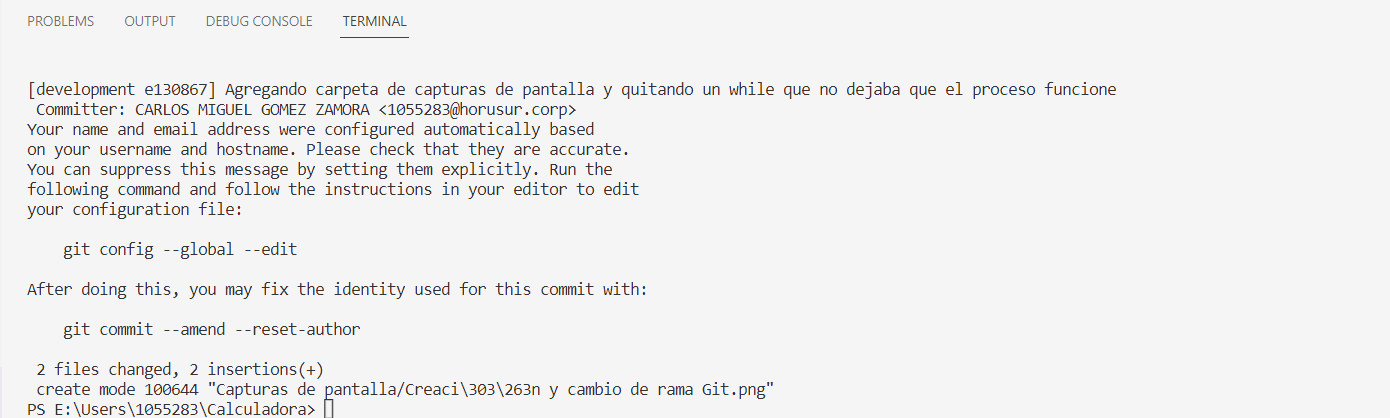 PROBLEMS OUTPUT DEBUG CONSOLE TERMINAL
[development e130867] Agregando carpeta de capturas de pantalla y quitando un while que no dejaba que el proceso funcione
Committer: CARLOS MIGUEL GOMEZ ZAMORA <1055283@horusur.corp>
Your name and email address were configured automatically based
on your username and hostname. Please check that they are accurate.
You can suppress this message by setting them explicitly. Run the
following command and follow the instructions in your editor to edit
your configuration file:
git config --global --edit
After doing this, you may fix the identity used for this commit with:
git commit --amend --reset-author
2 files changed, 2 insertions(+)
create mode 100644 "Capturas de pantalla/Creaci\303\263n y cambio de rama Git.png"
PS E:\Users\1055283\Calculadora>